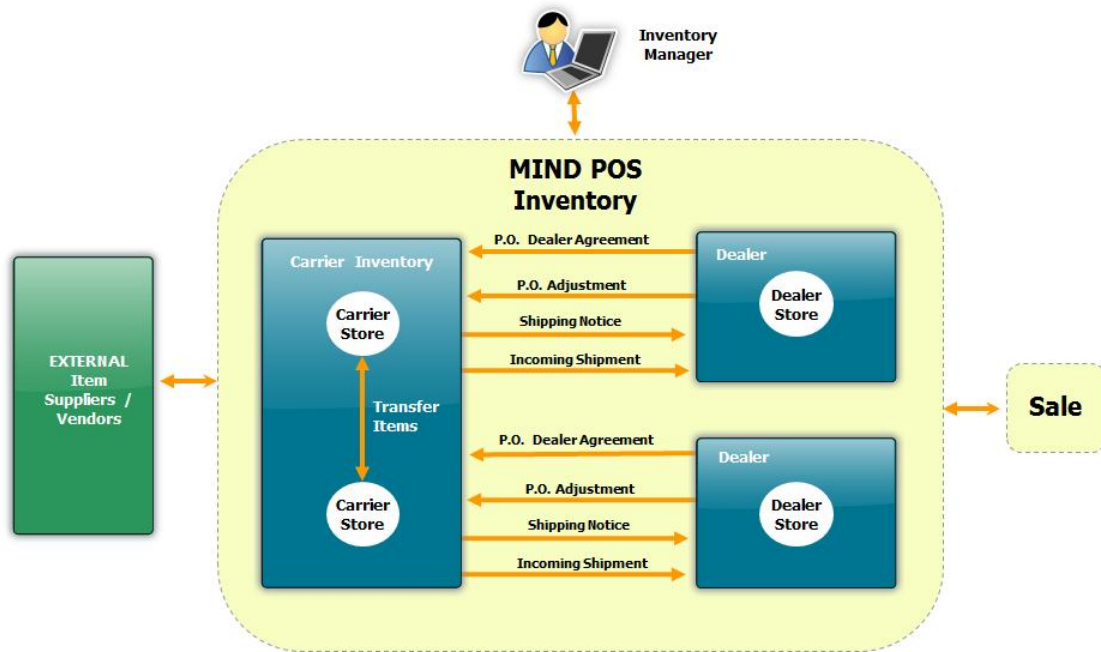 Inventory
Manager
MIND POS
Inventory
Carrier Inventory
Carrier
Store
Transfer
Items
Carrier
Store
P.O. Dealer Agreement
P.O. Adjustment
Shipping Notice
Incoming Shipment
Dealer
Dealer
Store
P.O. Dealer Agreement
P.O. Adjustment
Shipping Notice
Incoming Shipment
Dealer
Dealer
Store
EXTERNAL
Item
Suppliers /
Vendors
Sale